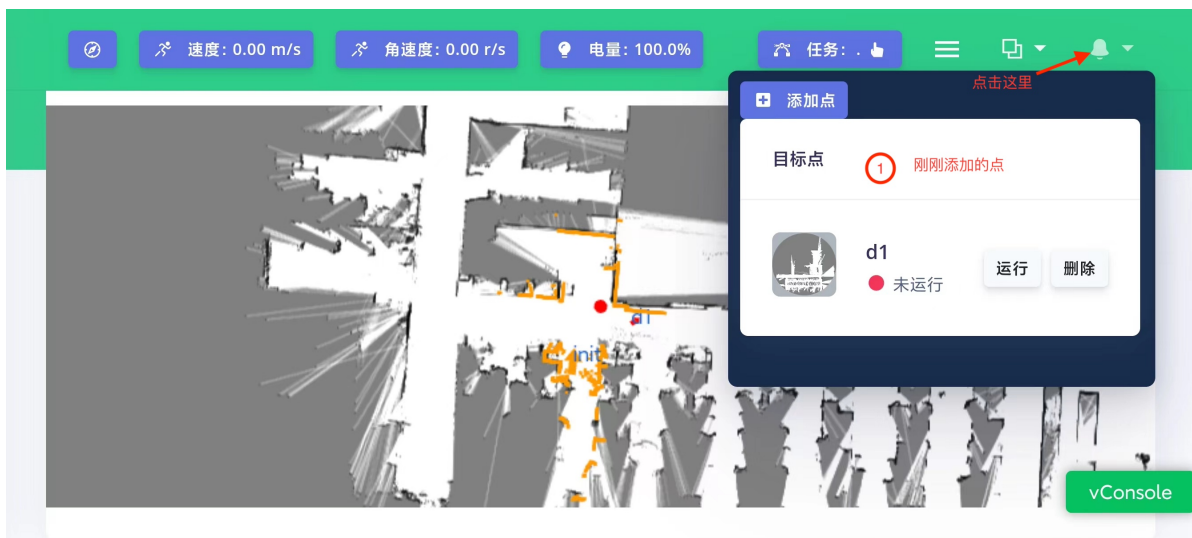 速度: 0.00 m/s
角速度: 0.00 r/s
电量: 100.0%
任务: .
点击这里
添加点
目标点
1 刚刚添加的点
d1
未运行
运行
删除
d1
init
vConsole